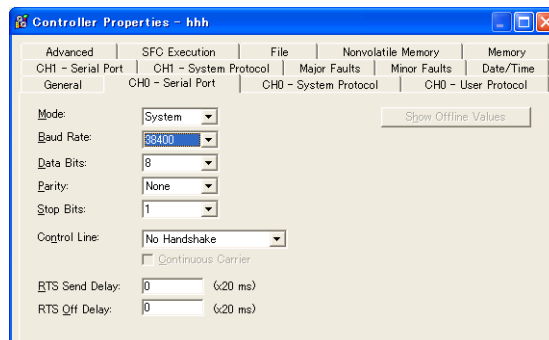 Controller Properties - hhh
Advanced SFC Execution File Nonvolatile Memory Memory
CH1 - Serial Port CH1 - System Protocol Major Faults Minor Faults Date/Time
General CH0 - Serial Port CH0 - System Protocol CH0 - User Protocol
Mode: System Show Offline Values
Baud Rate: 38400
Data Bits: 8
Parity: None
Stop Bits: 1
Control Line: No Handshake
Continuous Carrier
RTS Send Delay: 0 (x20 ms)
RTS Off Delay: 0 (x20 ms)